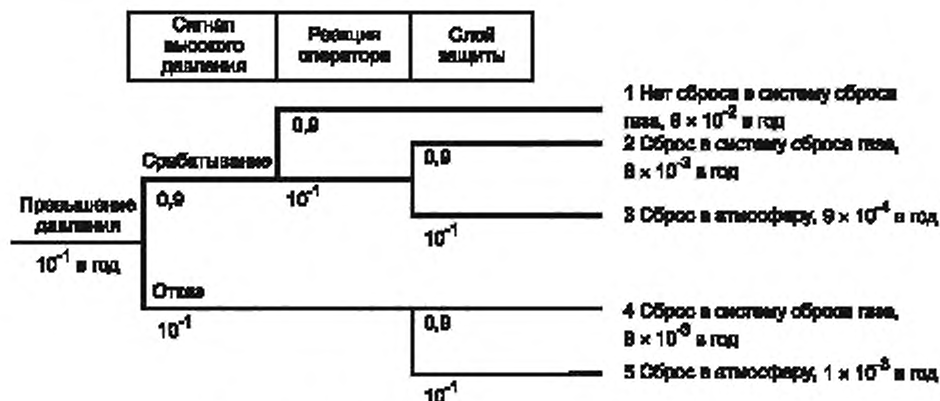 Сигнал
высокого
давления
Реакция
оператора
Слой
защиты
1 Нет сброса в систему сброса
газа, 8 × 10⁻² в год
0,9
Срабатывание
0,9
10⁻¹
2 Сброс в систему сброса газа,
8 × 10⁻³ в год
0,9
3 Сброс в атмосферу, 9 × 10⁻⁴ в год
10⁻¹
Превышение
давления
10⁻¹ в год
Отказ
10⁻¹
4 Сброс в систему сброса газа,
9 × 10⁻³ в год
0,9
5 Сброс в атмосферу, 1 × 10⁻³ в год
10⁻¹